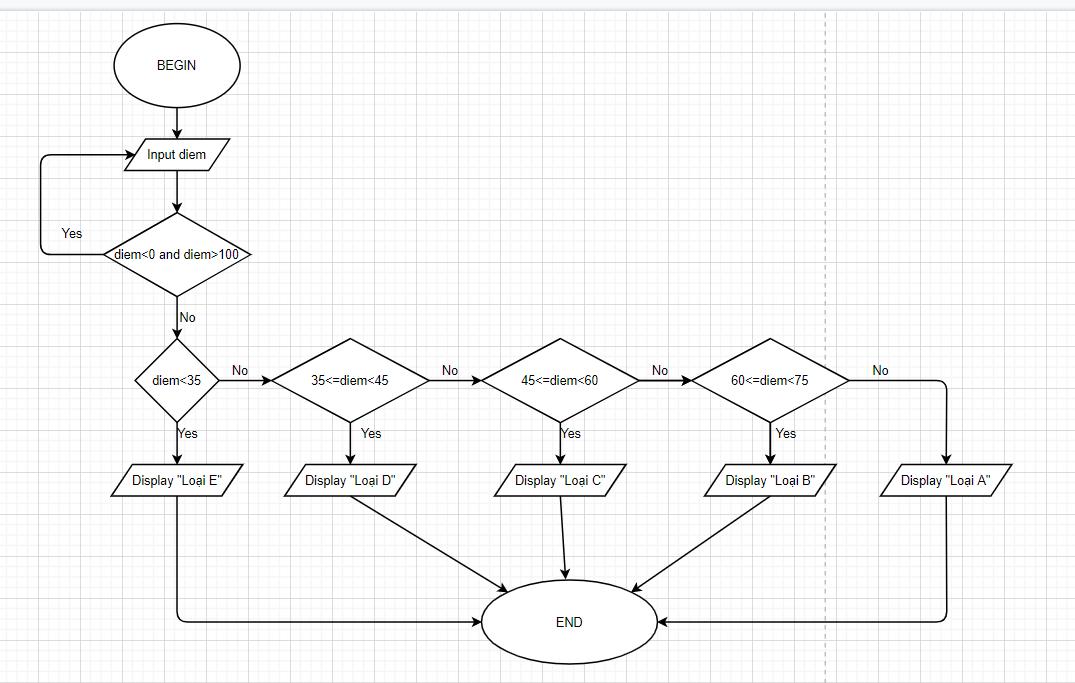 BEGIN
Input diem
Yes
diem<0 and diem>100
No
diem<35
No
35<=diem<45
No
45<=diem<60
No
60<=diem<75
No
Yes
Yes
Yes
Yes
Display "Loại E"
Display "Loại D"
Display "Loại C"
Display "Loại B"
Display "Loại A"
END